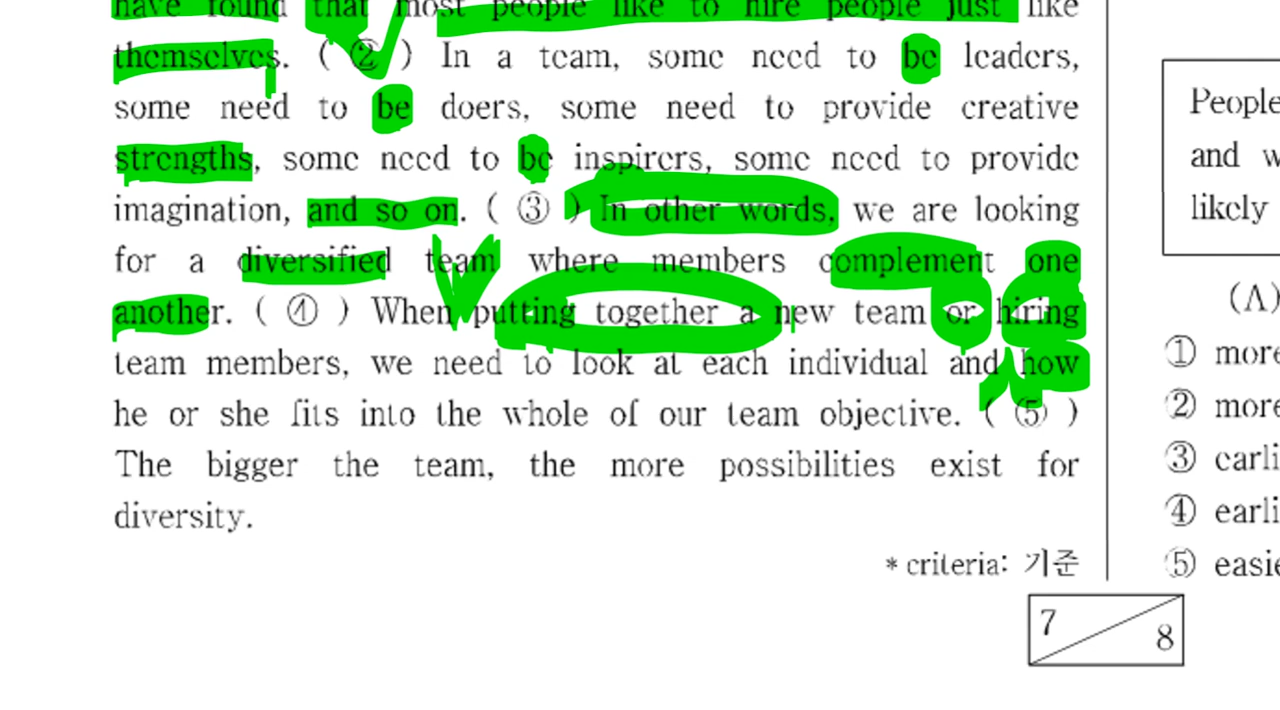 have found that most people like to hire people just like
themselves. ( ② ) In a team, some need to be leaders,
some need to be doers, some need to provide creative
strengths, some need to be inspirers, some need to provide
imagination, and so on. ( ③ ) In other words, we are looking
for a diversified team where members complement one
another. ( ④ ) When putting together a new team or hiring
team members, we need to look at each individual and how
he or she fits into the whole of our team objective. ( ⑤ )
The bigger the team, the more possibilities exist for
diversity.
* criteria: 기준
7
8
People
and w
likely
(A)
① more
② more
③ earli
④ earli
⑤ easie